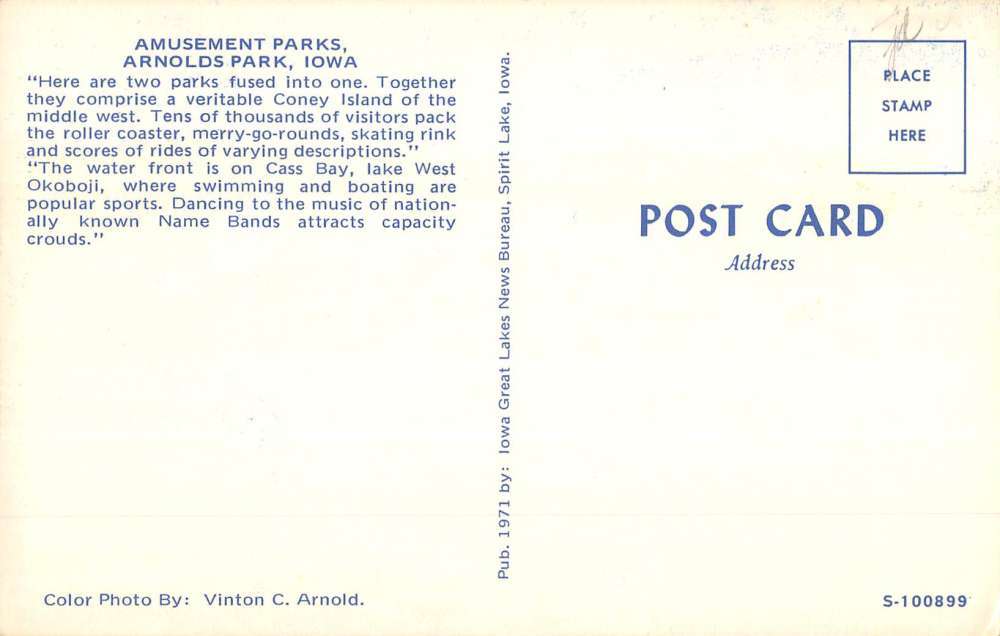 AMUSEMENT PARKS,
ARNOLDS PARK, IOWA
"Here are two parks fused into one. Together
they comprise a veritable Coney Island of the
middle west. Tens of thousands of visitors pack
the roller coaster, merry-go-rounds, skating rink
and scores of rides of varying descriptions."
"The water front is on Cass Bay, lake West
Okoboji, where swimming and boating are
popular sports. Dancing to the music of nation-
ally known Name Bands attracts capacity
crouds."
Color Photo By: Vinton C. Arnold.
Pub. 1971 by: Iowa Great Lakes News Bureau, Spirit Lake, Iowa.
PLACE
STAMP
HERE
POST CARD
Address
S-100899